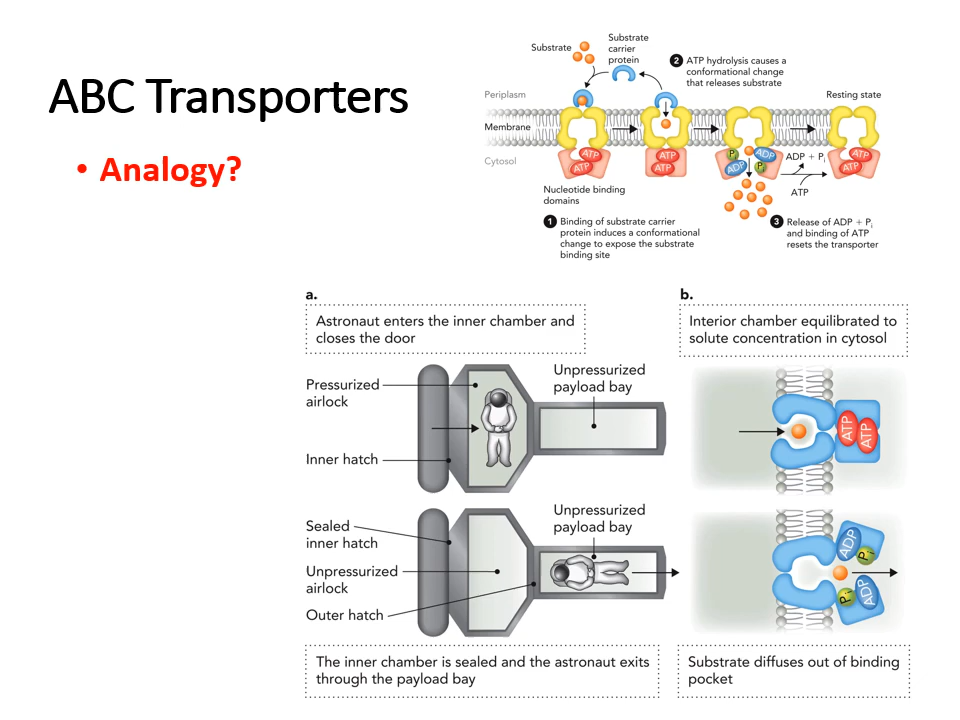 ABC Transporters
• Analogy?
Substrate
Substrate
carrier
protein
2 ATP hydrolysis causes a
conformational change
that releases substrate
Periplasm
Resting state
Membrane
Cytosol
ATP
ATP
ATP
ATP
Pi
ADP
ADP
Pi
ADP + Pi
ATP
ATP
ATP
Nucleotide binding
domains
1 Binding of substrate carrier
protein induces a conformational
change to expose the substrate
binding site
3 Release of ADP + Pi
and binding of ATP
resets the transporter
a.
Astronaut enters the inner chamber and
closes the door
Pressurized
airlock
Unpressurized
payload bay
Inner hatch
Sealed
inner hatch
Unpressurized
payload bay
Unpressurized
airlock
Outer hatch
The inner chamber is sealed and the astronaut exits
through the payload bay
b.
Interior chamber equilibrated to
solute concentration in cytosol
ATP
ATP
ADP
Pi
Pi
ADP
Substrate diffuses out of binding
pocket